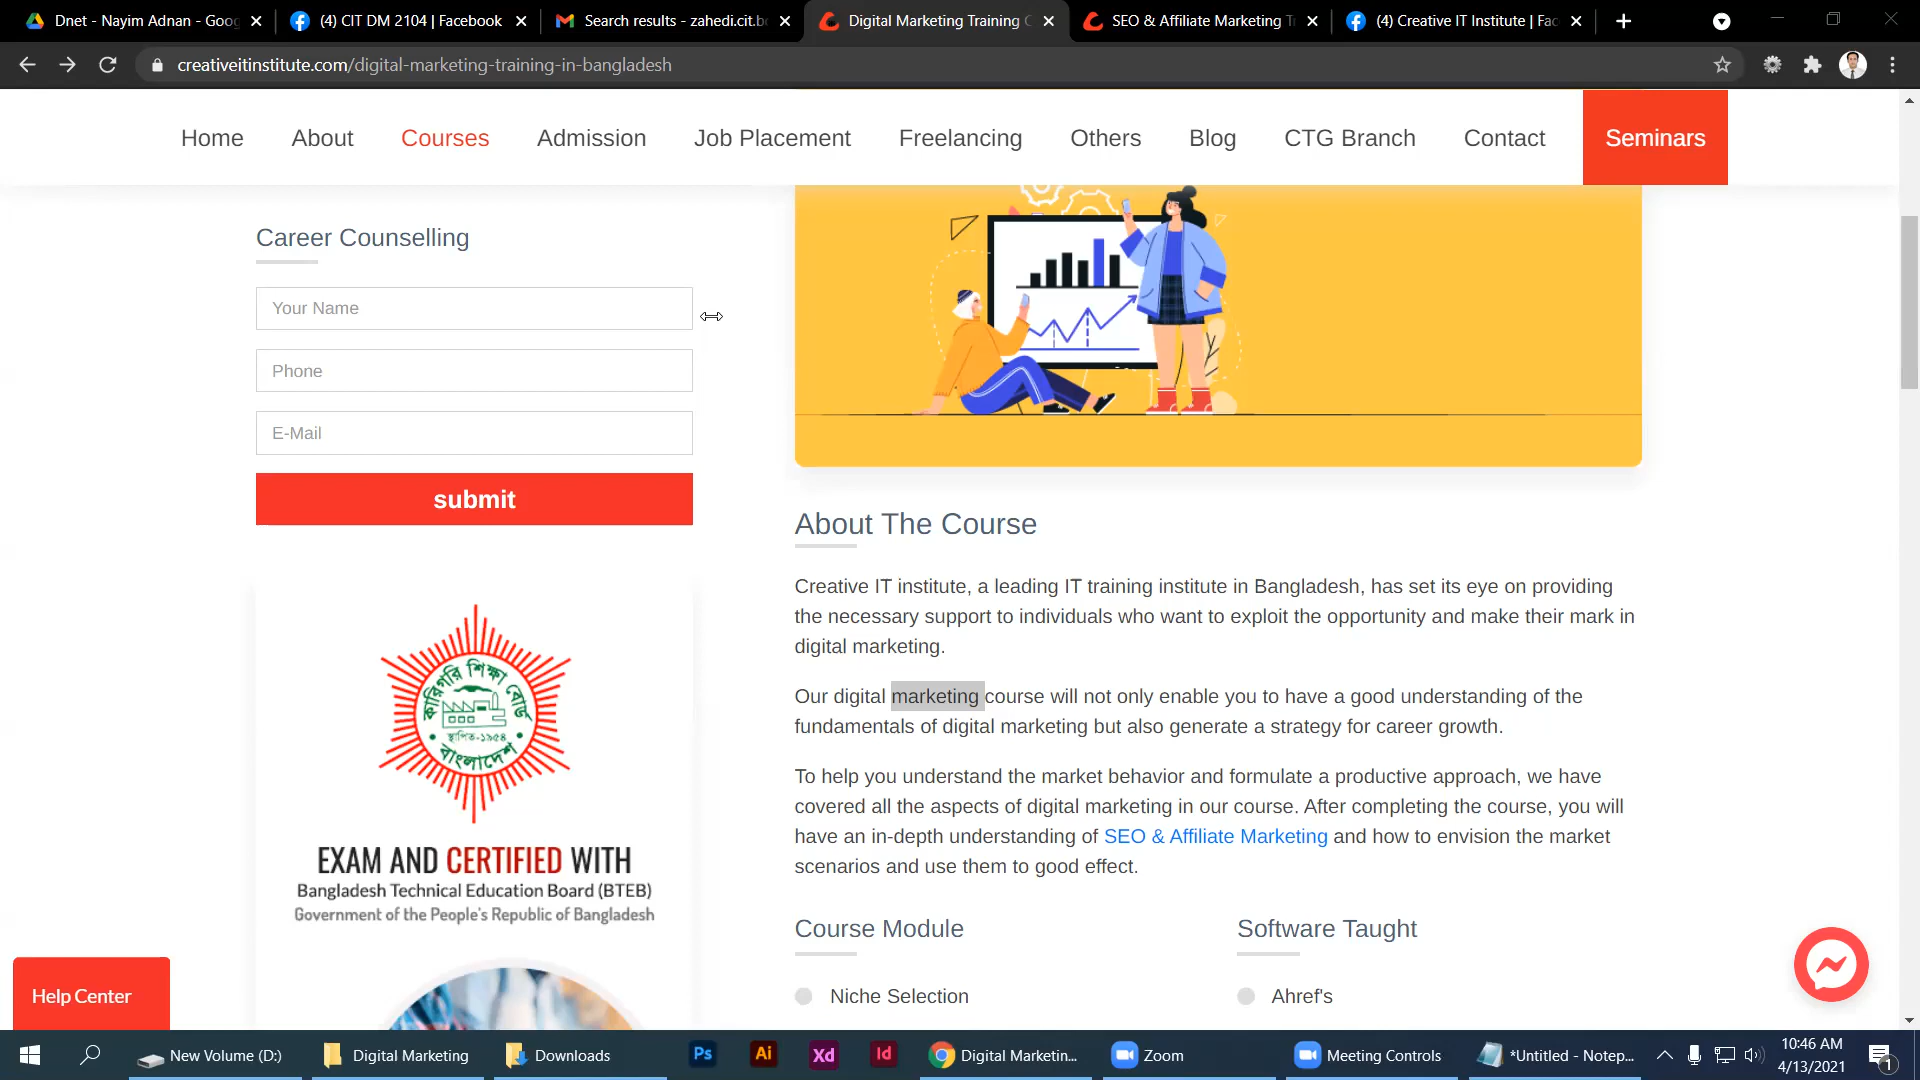 Dnet - Nayim Adnan - Goog
(4) CIT DM 2104 | Facebook
Search results - zahedi.cit.b
Digital Marketing Training C
SEO & Affiliate Marketing Tr
(4) Creative IT Institute | Fac
creativeitinstitute.com/digital-marketing-training-in-bangladesh
Home About Courses Admission Job Placement Freelancing Others Blog CTG Branch Contact Seminars
Career Counselling
Your Name
Phone
E-Mail
submit
কারিগরি শিক্ষা বোর্ড
স্থাপিত-১৯৫৪
বাংলাদেশ
EXAM AND CERTIFIED WITH
Bangladesh Technical Education Board (BTEB)
Government of the People's Republic of Bangladesh
Help Center
About The Course
Creative IT institute, a leading IT training institute in Bangladesh, has set its eye on providing
the necessary support to individuals who want to exploit the opportunity and make their mark in
digital marketing.
Our digital marketing course will not only enable you to have a good understanding of the
fundamentals of digital marketing but also generate a strategy for career growth.
To help you understand the market behavior and formulate a productive approach, we have
covered all the aspects of digital marketing in our course. After completing the course, you will
have an in-depth understanding of SEO & Affiliate Marketing and how to envision the market
scenarios and use them to good effect.
Course Module
Niche Selection
Software Taught
Ahref's
New Volume (D:)
Digital Marketing
Downloads
Ps
Ai
Xd
Id
Digital Marketin...
Zoom
Meeting Controls
*Untitled - Notep...
10:46 AM
4/13/2021
1